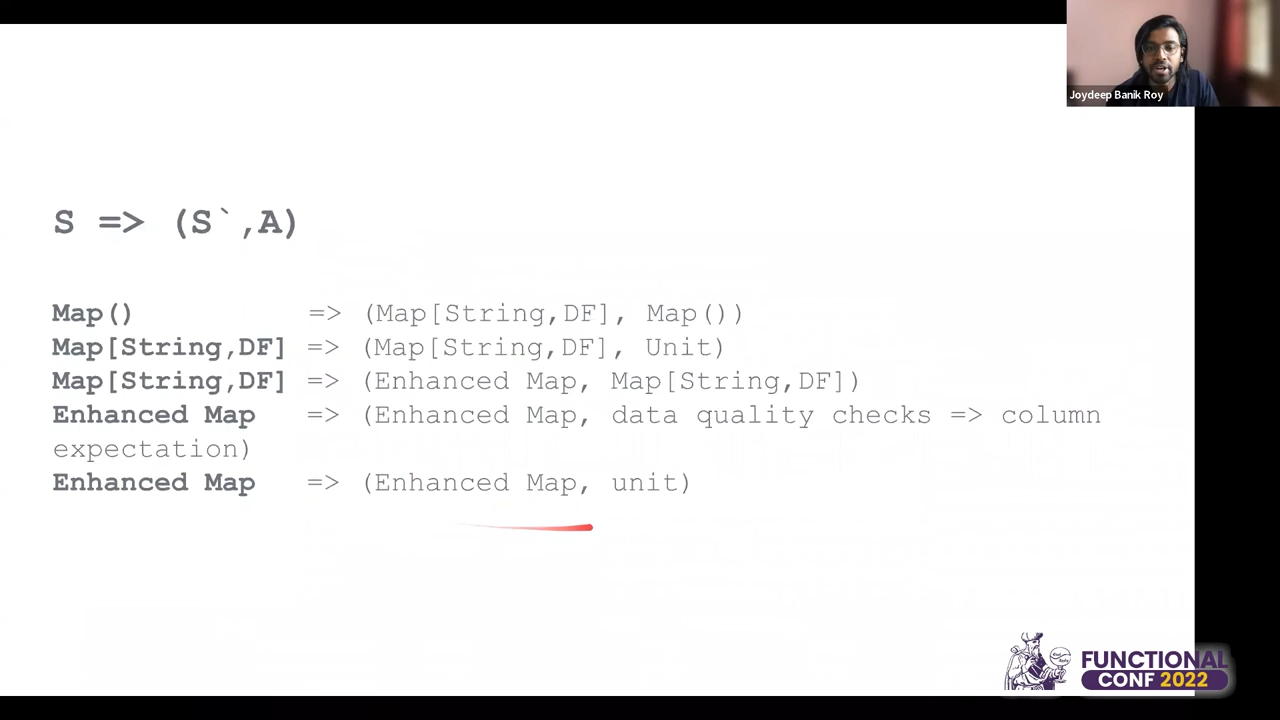 Joydeep Banik Roy
S => (S`,A)
Map() => (Map[String,DF], Map())
Map[String,DF] => (Map[String,DF], Unit)
Map[String,DF] => (Enhanced Map, Map[String,DF])
Enhanced Map => (Enhanced Map, data quality checks => column
expectation)
Enhanced Map => (Enhanced Map, unit)
FUNCTIONAL
CONF 2022